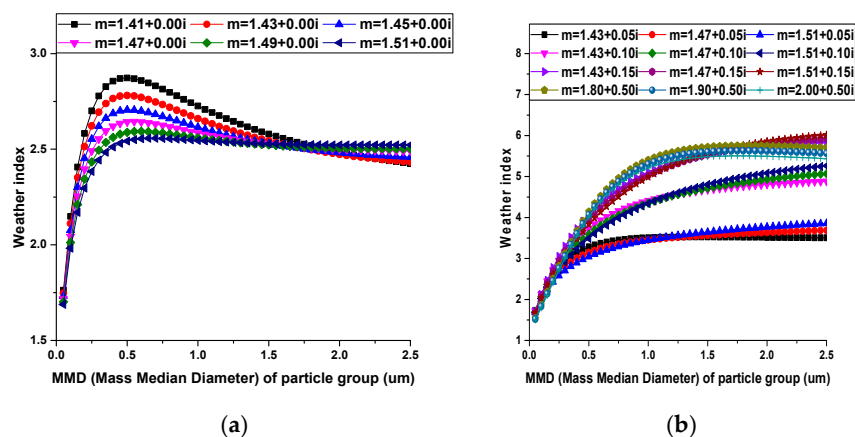 m=1.41+0.00i m=1.43+0.00i m=1.45+0.00i
m=1.47+0.00i m=1.49+0.00i m=1.51+0.00i
3.0
2.5
2.0
1.5
Weather index
0.0 0.5 1.0 1.5 2.0 2.5
MMD (Mass Median Diameter) of particle group (um)
(a)
m=1.43+0.05i m=1.47+0.05i m=1.51+0.05i
m=1.43+0.10i m=1.47+0.10i m=1.51+0.10i
m=1.43+0.15i m=1.47+0.15i m=1.51+0.15i
m=1.80+0.50i m=1.90+0.50i m=2.00+0.50i
8
7
6
5
4
3
2
1
Weather index
0.0 0.5 1.0 1.5 2.0 2.5
MMD (Mass Median Diameter) of particle group (um)
(b)